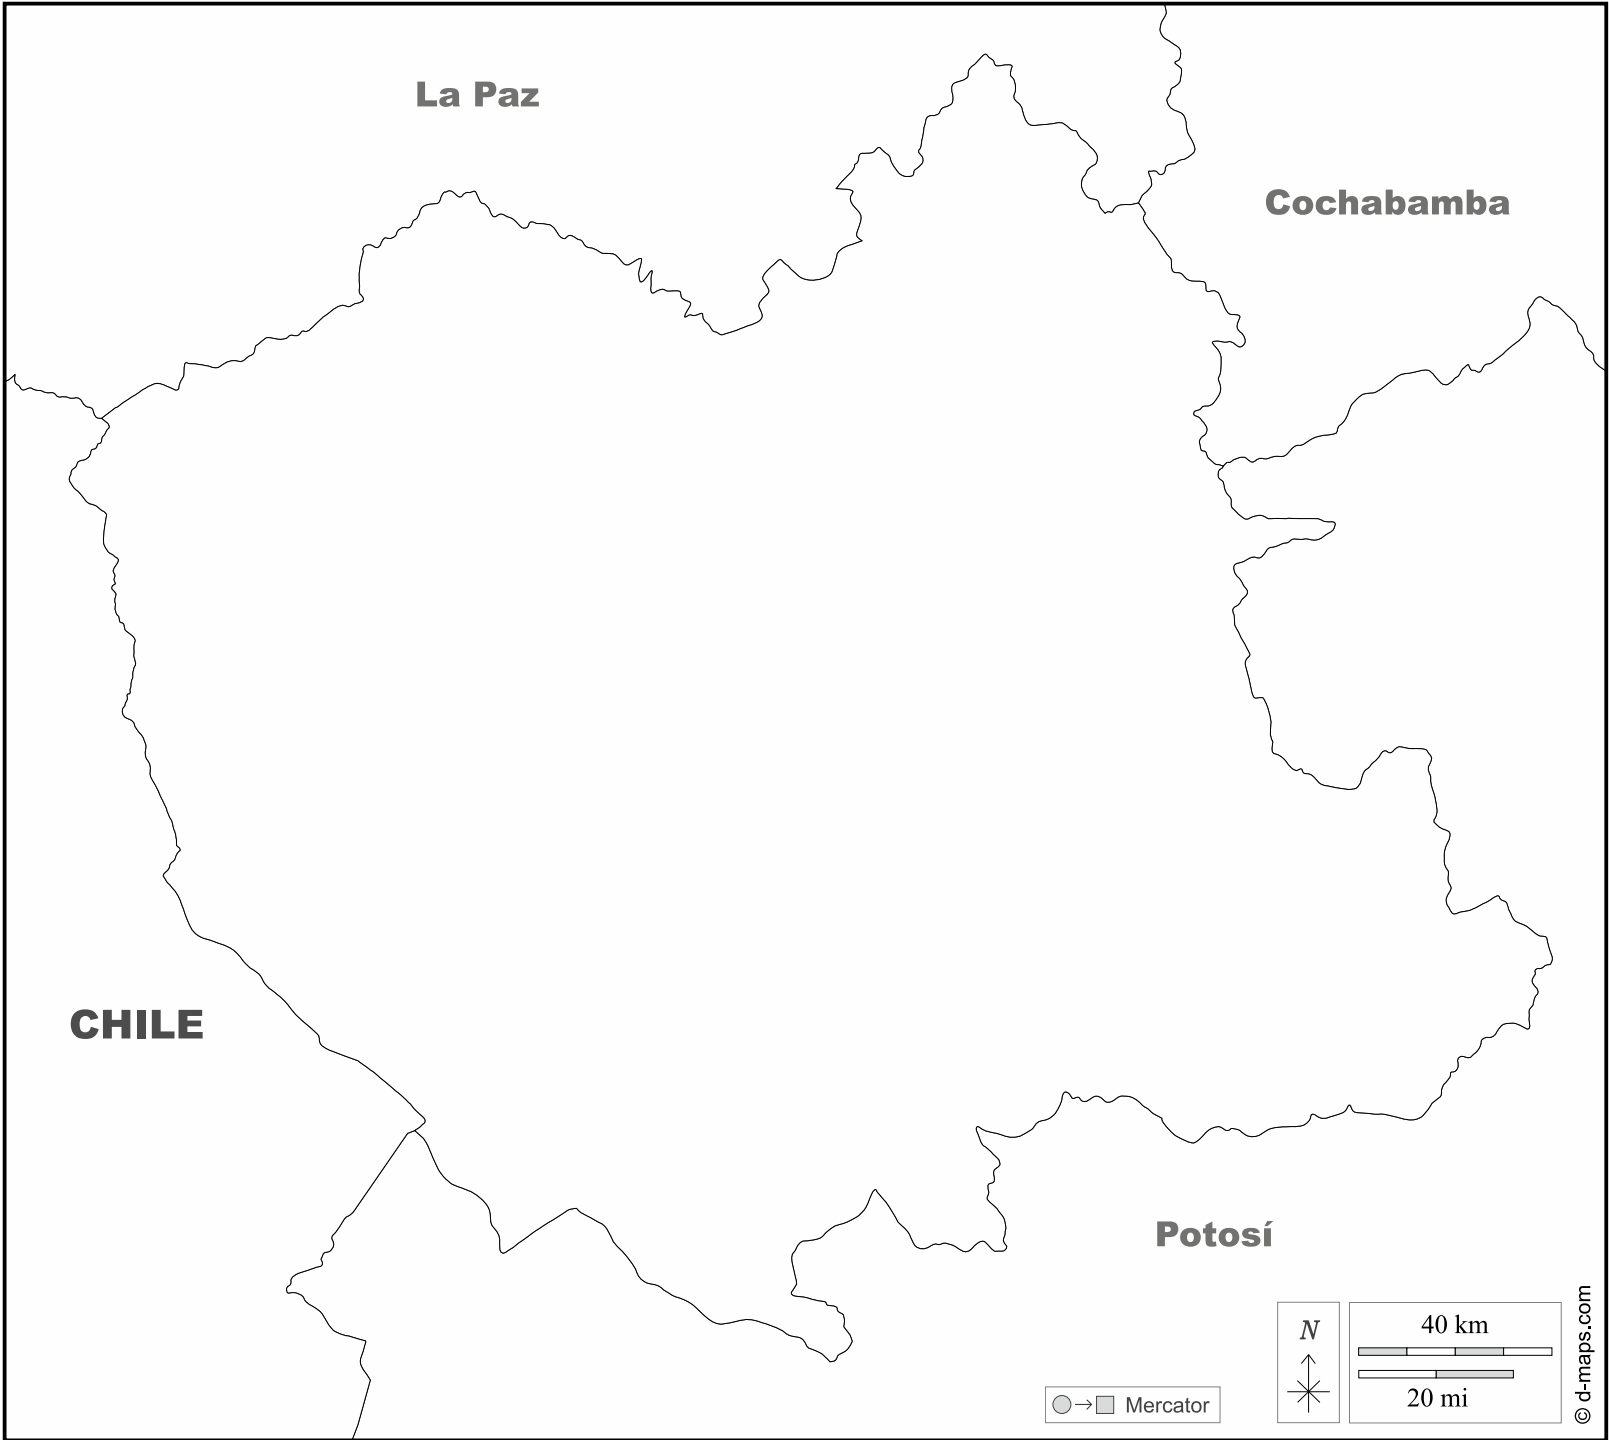 La Paz
Cochabamba
CHILE
Potosí
N
40 km
20 mi
Mercator
© d-maps.com